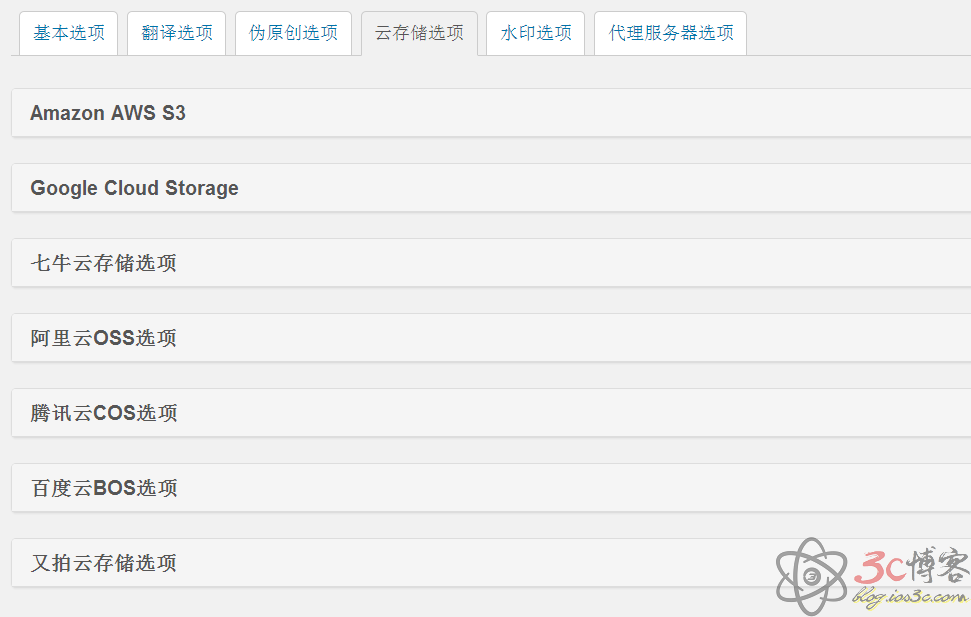 基本选项 翻译选项 伪原创选项 云存储选项 水印选项 代理服务器选项
Amazon AWS S3
Google Cloud Storage
七牛云存储选项
阿里云OSS选项
腾讯云COS选项
百度云BOS选项
又拍云存储选项
3c博客
blog.ios3c.com